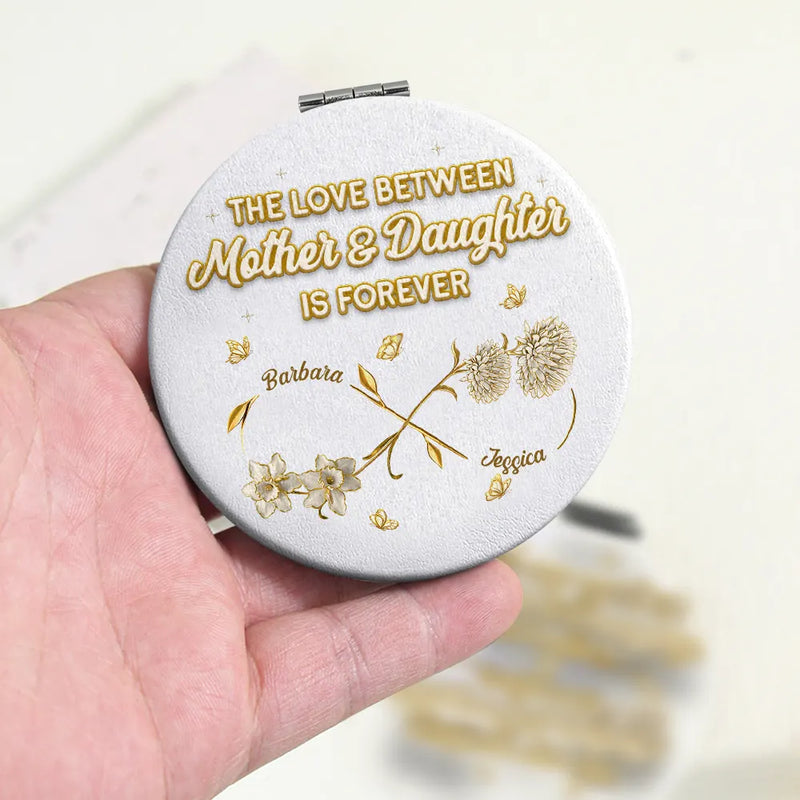 THE LOVE BETWEEN
Mother & Daughter
IS FOREVER
Barbara
Jessica